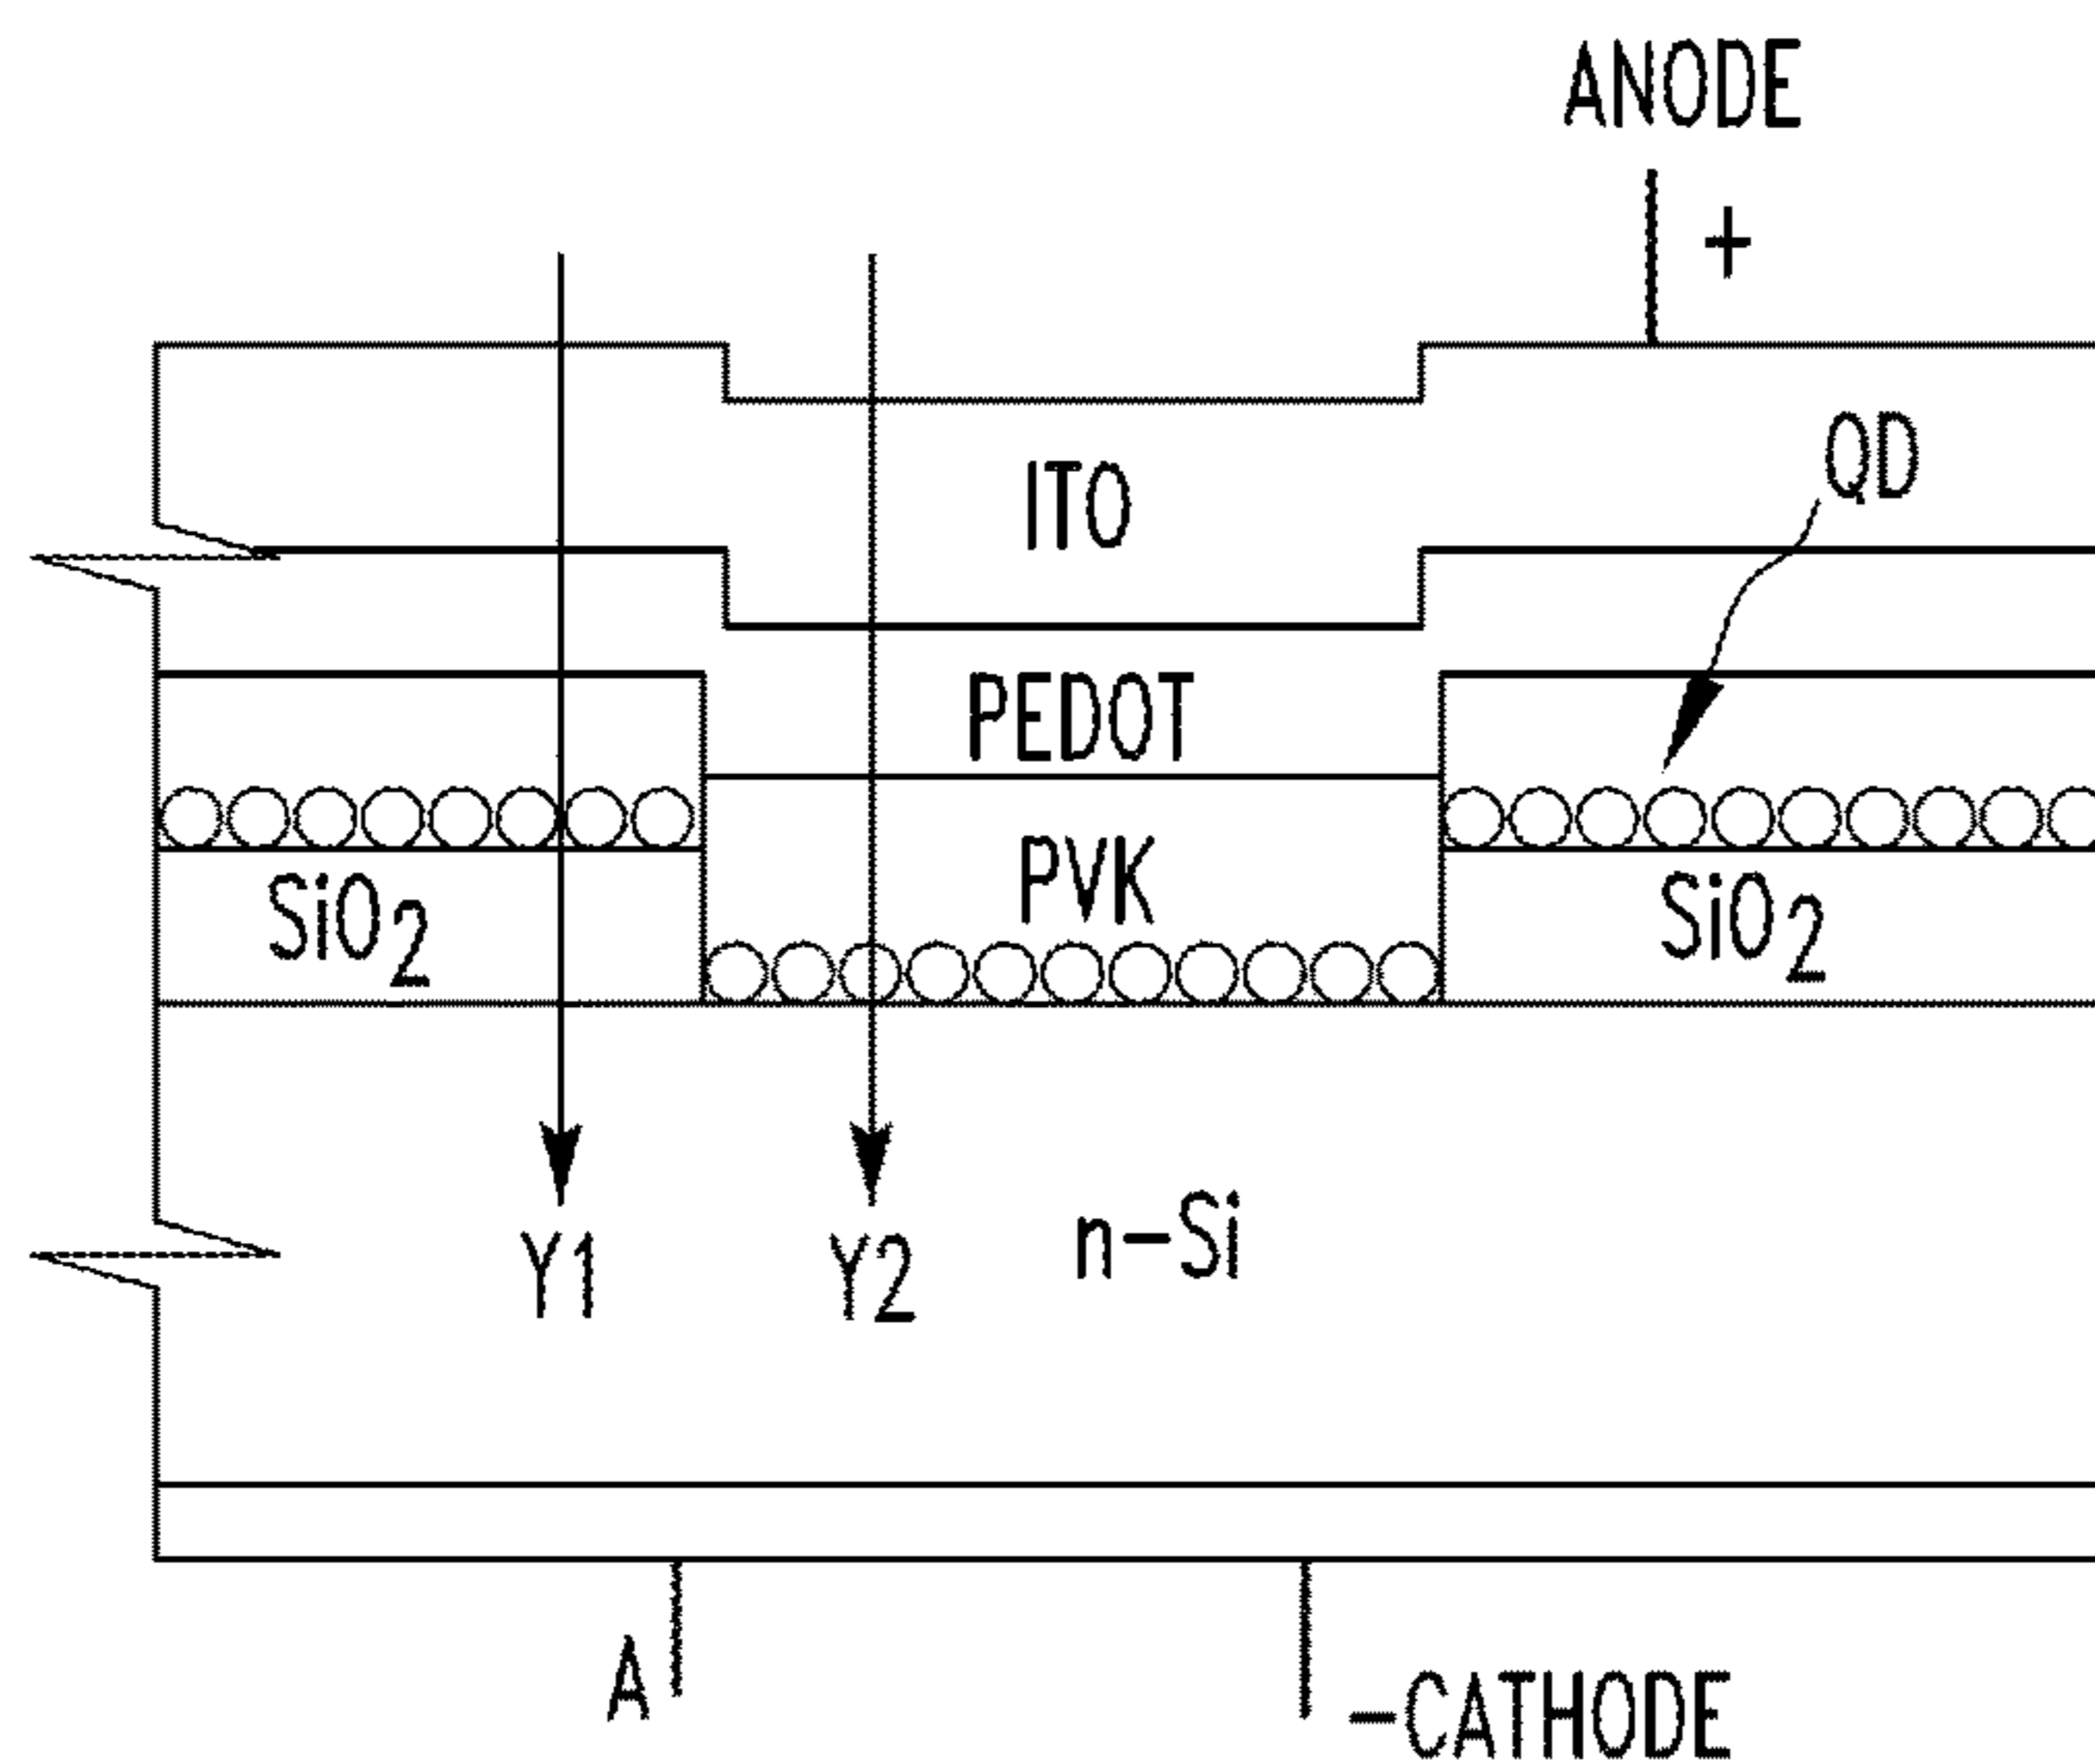 ANODE
+
QD
ITO
PEDOT
PVK
SiO2
SiO2
Y1
Y2
n-Si
A
-CATHODE